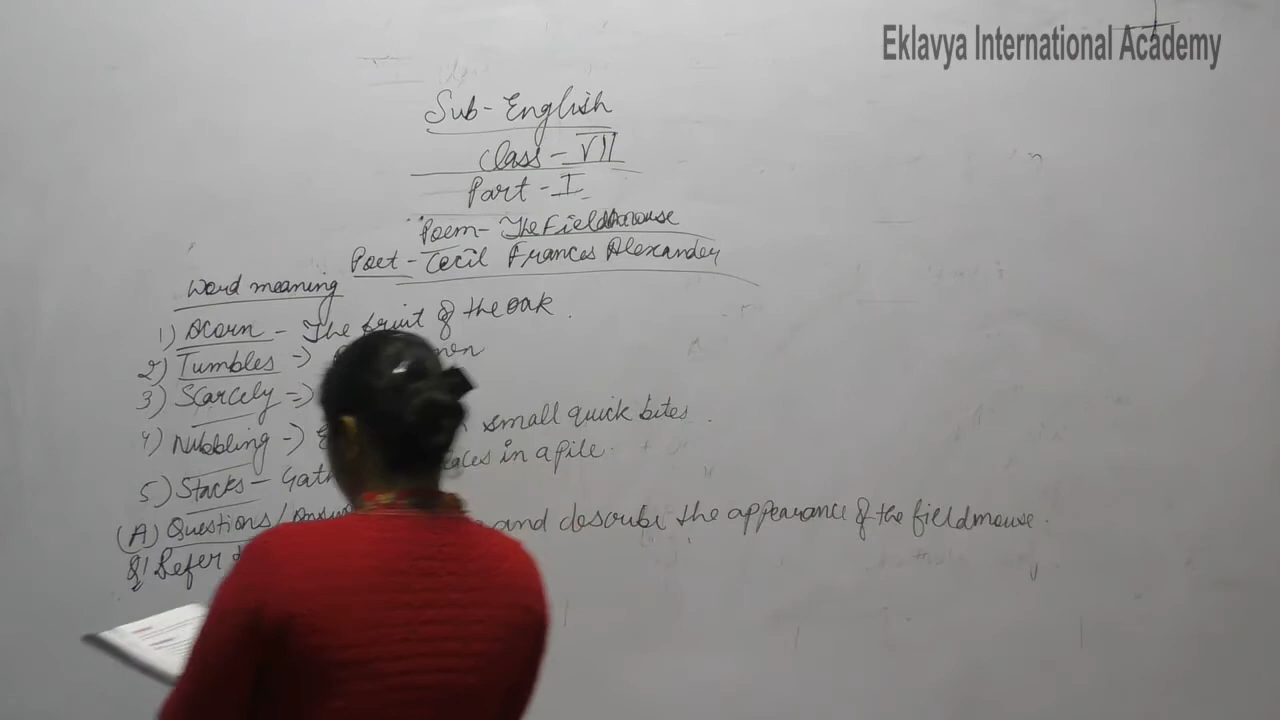 Eklavya International Academy
Sub - English
Class - VII
Part - I
Poem - The Fieldmouse
Poet - Cecil Frances Alexander
Word meaning
1) Acorn - The fruit of the oak.
2) Tumbles →
3) Scarcely →
4) Nibbling → small quick bites.
5) Stacks - in a pile.
(A) Questions/
Q1 Refer and describe the appearance of the fieldmouse.